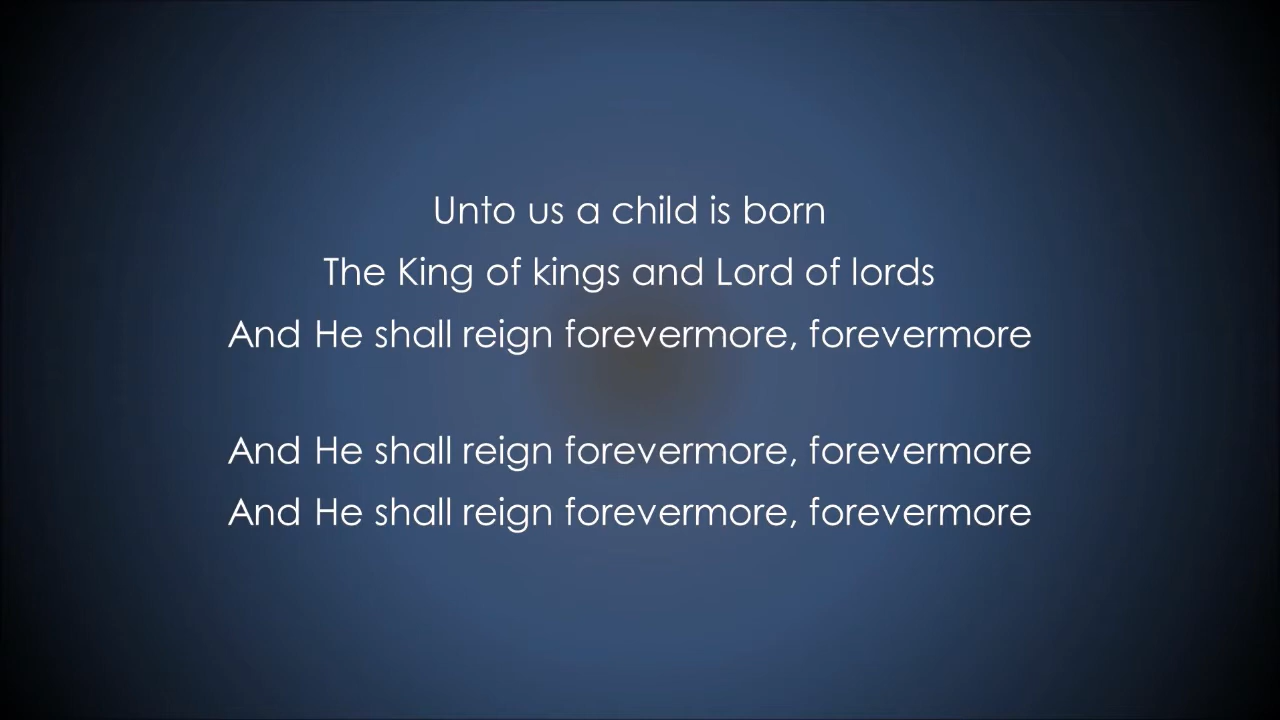 Unto us a child is born
The King of kings and Lord of lords
And He shall reign forevermore, forevermore
And He shall reign forevermore, forevermore
And He shall reign forevermore, forevermore